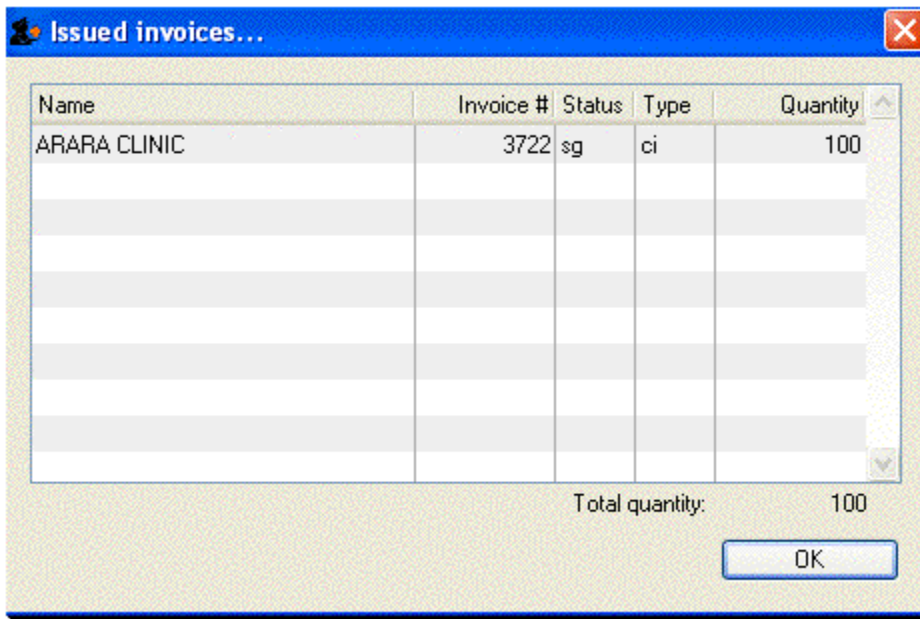 Issued invoices...
Name Invoice # Status Type Quantity
ARARA CLINIC 3722 sg ci 100
Total quantity: 100
OK